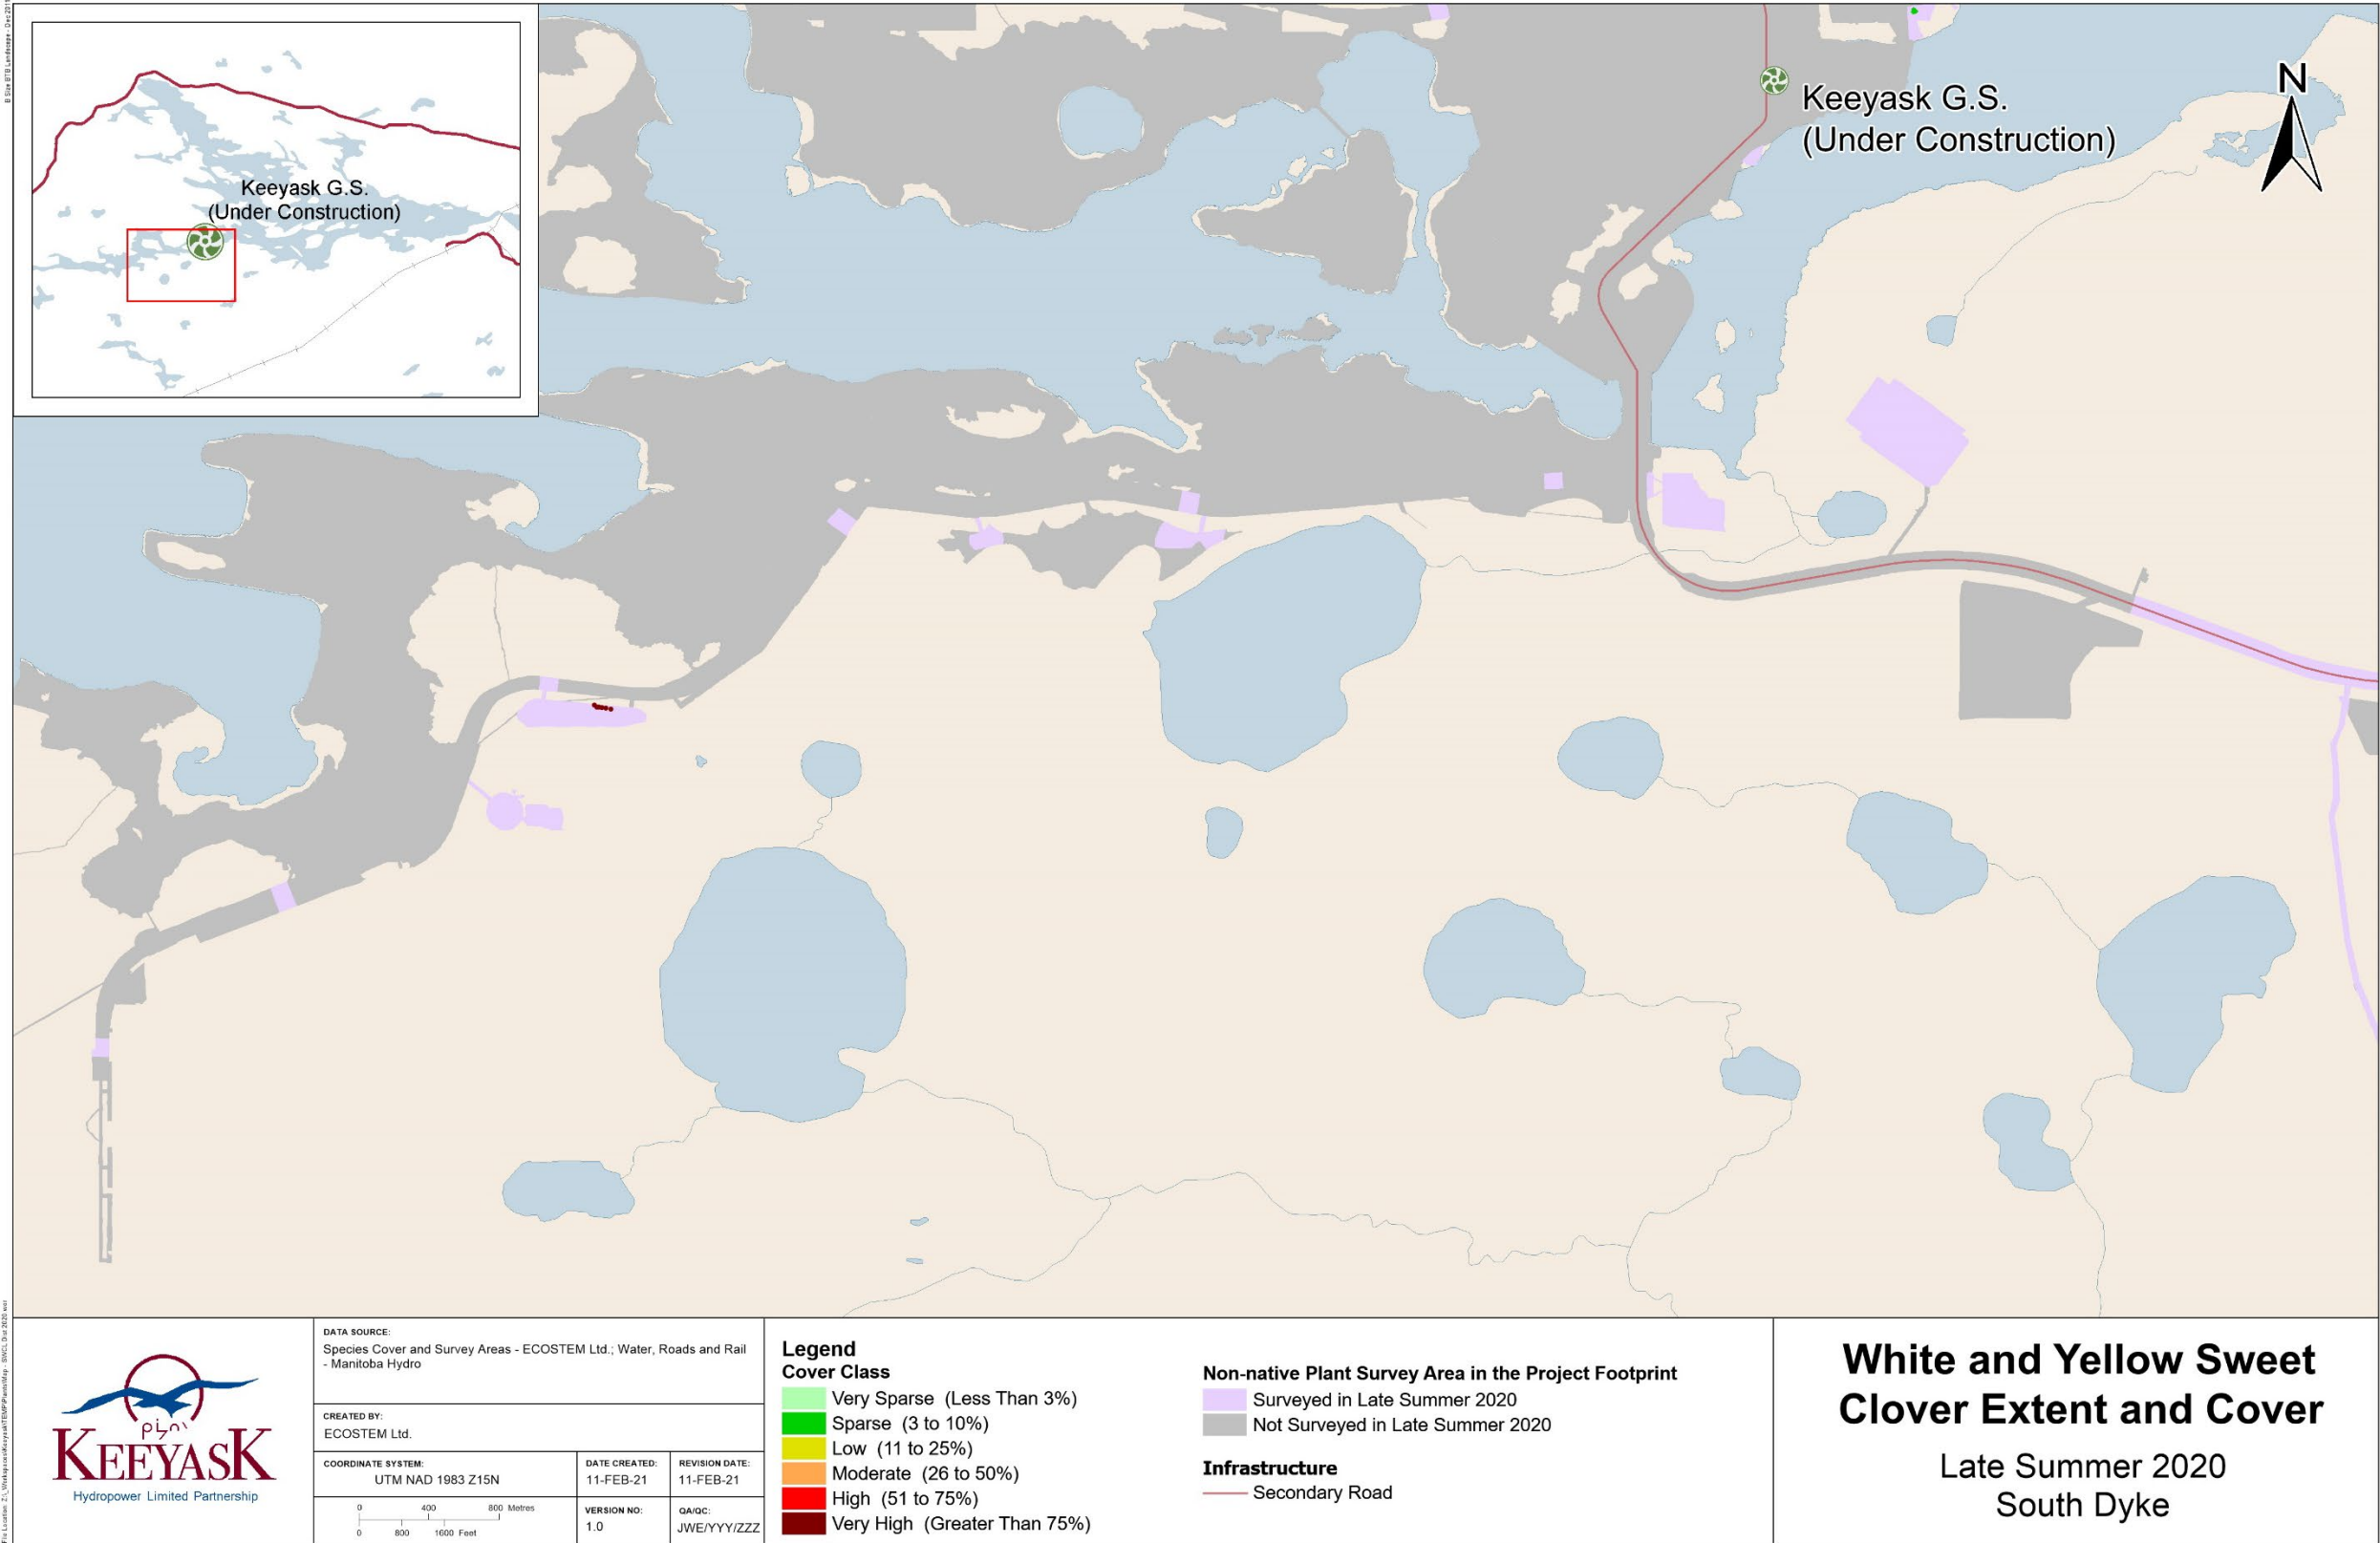 B Size BTB Landscape - Dec 2019
Keeyask G.S.
(Under Construction)
Keeyask G.S.
(Under Construction)
N
KEEYASK
Hydropower Limited Partnership
DATA SOURCE:
Species Cover and Survey Areas - ECOSTEM Ltd.; Water, Roads and Rail
- Manitoba Hydro
CREATED BY:
ECOSTEM Ltd.
COORDINATE SYSTEM:
UTM NAD 1983 Z15N
DATE CREATED:
11-FEB-21
REVISION DATE:
11-FEB-21
0 400 800 Metres
0 800 1600 Feet
VERSION NO:
1.0
QA/QC:
JWE/YYY/ZZZ
Legend
Cover Class
Very Sparse (Less Than 3%)
Sparse (3 to 10%)
Low (11 to 25%)
Moderate (26 to 50%)
High (51 to 75%)
Very High (Greater Than 75%)
Non-native Plant Survey Area in the Project Footprint
Surveyed in Late Summer 2020
Not Surveyed in Late Summer 2020
Infrastructure
Secondary Road
White and Yellow Sweet
Clover Extent and Cover
Late Summer 2020
South Dyke